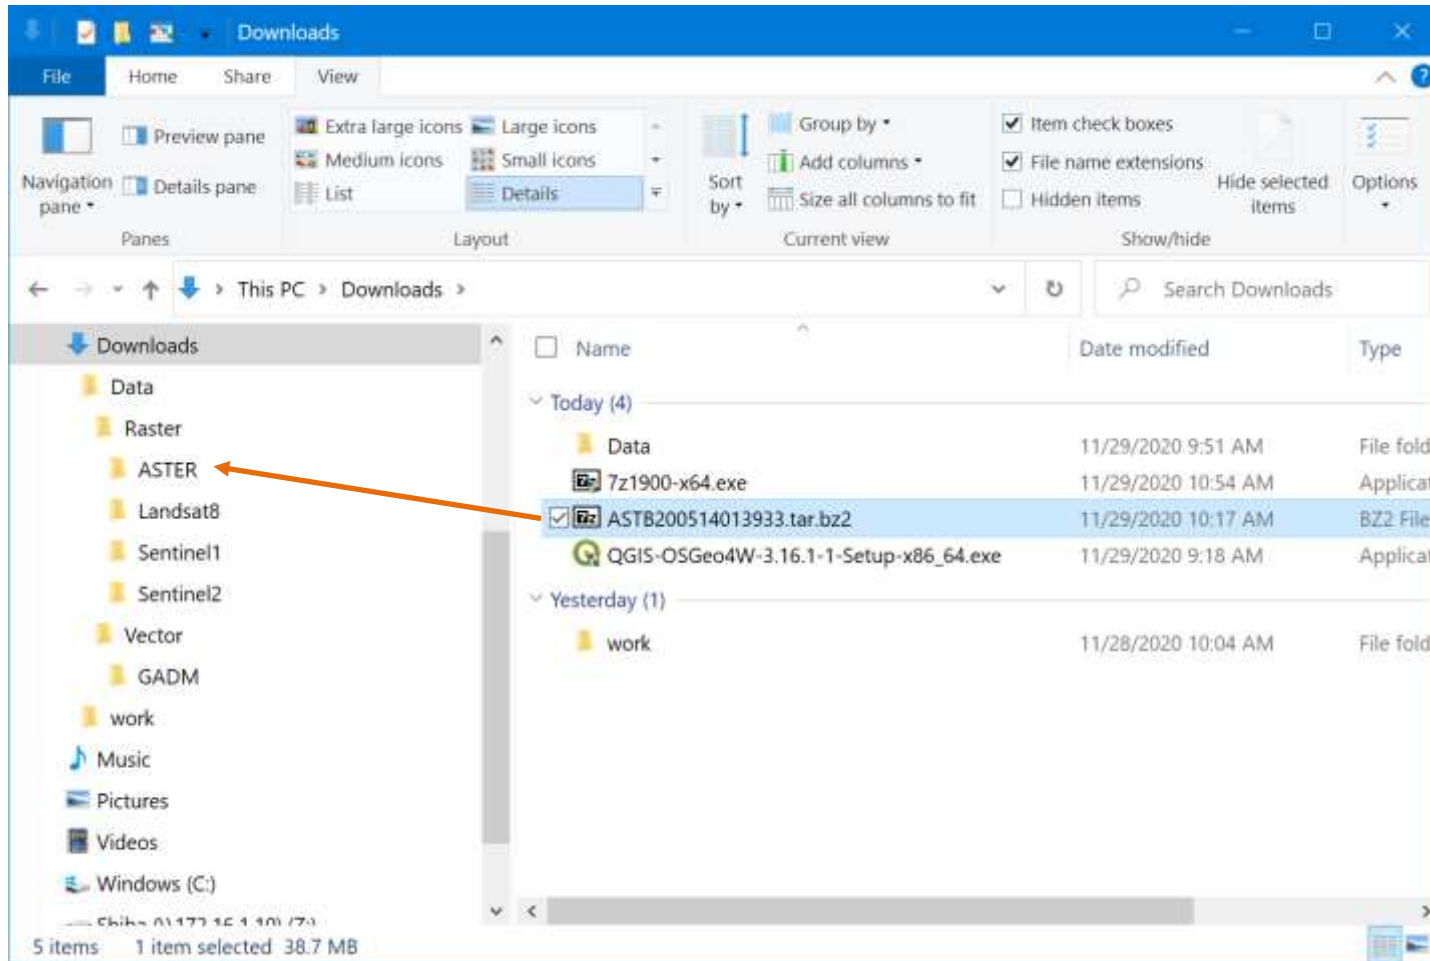 Downloads
File Home Share View
Navigation pane
Preview pane
Details pane
Panes
Extra large icons Large icons
Medium icons Small icons
List Details
Layout
Sort by
Group by
Add columns
Size all columns to fit
Current view
Item check boxes
File name extensions
Hidden items
Hide selected items
Show/hide
Options
This PC > Downloads >
Search Downloads
Downloads
Data
Raster
ASTER
Landsat8
Sentinel1
Sentinel2
Vector
GADM
work
Music
Pictures
Videos
Windows (C:)
Name Date modified Type
Today (4)
Data 11/29/2020 9:51 AM File fold
7z1900-x64.exe 11/29/2020 10:54 AM Applica
ASTB200514013933.tar.bz2 11/29/2020 10:17 AM BZ2 File
QGIS-OSGeo4W-3.16.1-1-Setup-x86_64.exe 11/29/2020 9:18 AM Applica
Yesterday (1)
work 11/28/2020 10:04 AM File fold
5 items 1 item selected 38.7 MB